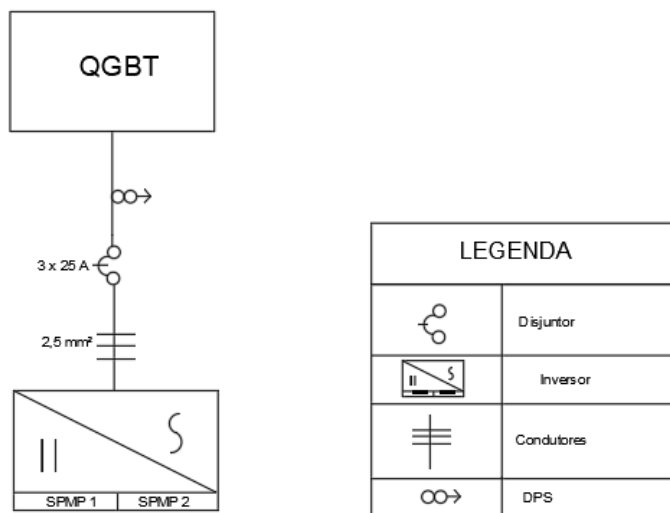 QGBT
3 x 25 A
2,5 mm²
SPMP 1
SPMP 2
LEGENDA
Disjuntor
Inversor
Condutores
DPS